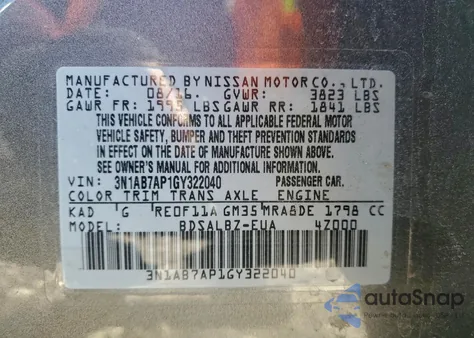 MANUFACTURED BY NISSAN MOTOR CO., LTD.
DATE: 08/16. GVWR: 3823 LBS
GAWR FR: 1995 LBS GAWR RR: 1841 LBS
THIS VEHICLE CONFORMS TO ALL APPLICABLE FEDERAL MOTOR
VEHICLE SAFETY, BUMPER AND THEFT PREVENTION STANDARDS
IN EFFECT ON THE DATE OF MANUFACTURE SHOWN ABOVE.
SEE OWNER'S MANUAL FOR ADDITIONAL INFORMATION.
VIN: 3N1AB7AP1GY322040 PASSENGER CAR.
COLOR TRIM TRANS AXLE ENGINE
KAD G RE0F11A GM35 MRA8DE 1798 CC
MODEL: BDSALBZ-EUA 4Z000
3N1AB7AP1GY322040
autoSnap